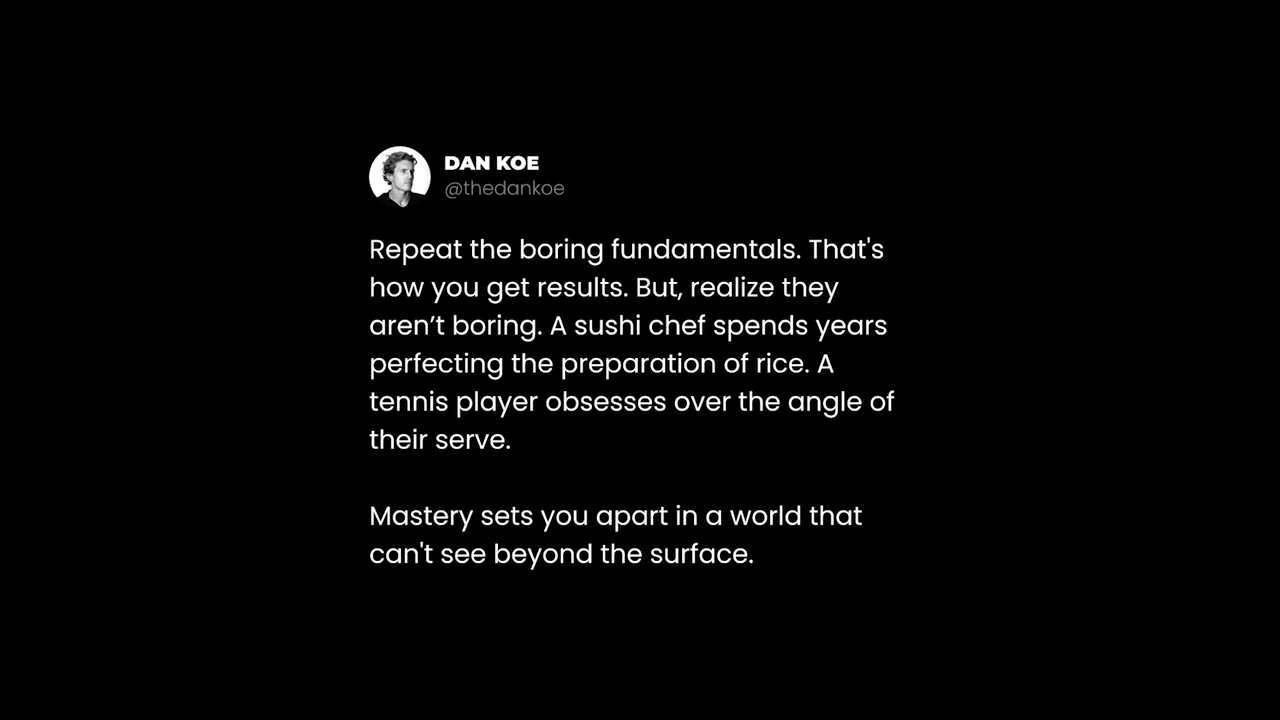 DAN KOE
@thedankoe
Repeat the boring fundamentals. That's
how you get results. But, realize they
aren’t boring. A sushi chef spends years
perfecting the preparation of rice. A
tennis player obsesses over the angle of
their serve.
Mastery sets you apart in a world that
can't see beyond the surface.